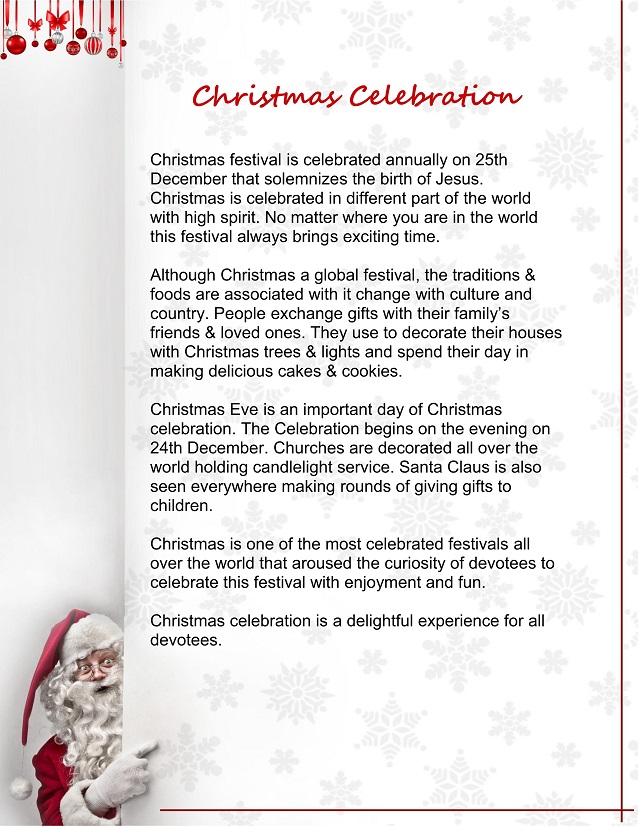 Christmas Celebration
Christmas festival is celebrated annually on 25th
December that solemnizes the birth of Jesus.
Christmas is celebrated in different part of the world
with high spirit. No matter where you are in the world
this festival always brings exciting time.
Although Christmas a global festival, the traditions &
foods are associated with it change with culture and
country. People exchange gifts with their family's
friends & loved ones. They use to decorate their houses
with Christmas trees & lights and spend their day in
making delicious cakes & cookies.
Christmas Eve is an important day of Christmas
celebration. The Celebration begins on the evening on
24th December. Churches are decorated all over the
world holding candlelight service. Santa Claus is also
seen everywhere making rounds of giving gifts to
children.
Christmas is one of the most celebrated festivals all
over the world that aroused the curiosity of devotees to
celebrate this festival with enjoyment and fun.
Christmas celebration is a delightful experience for all
devotees.